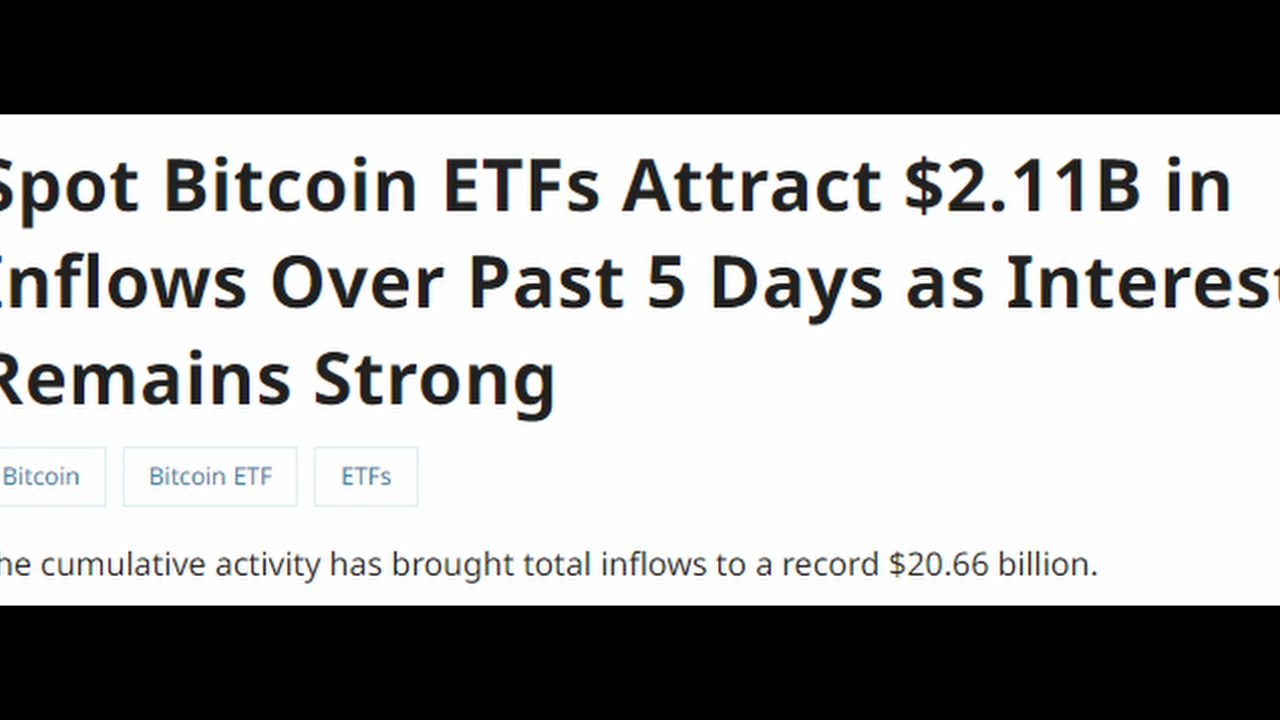 Spot Bitcoin ETFs Attract $2.11B in
Inflows Over Past 5 Days as Interest
Remains Strong
Bitcoin Bitcoin ETF ETFs
he cumulative activity has brought total inflows to a record $20.66 billion.